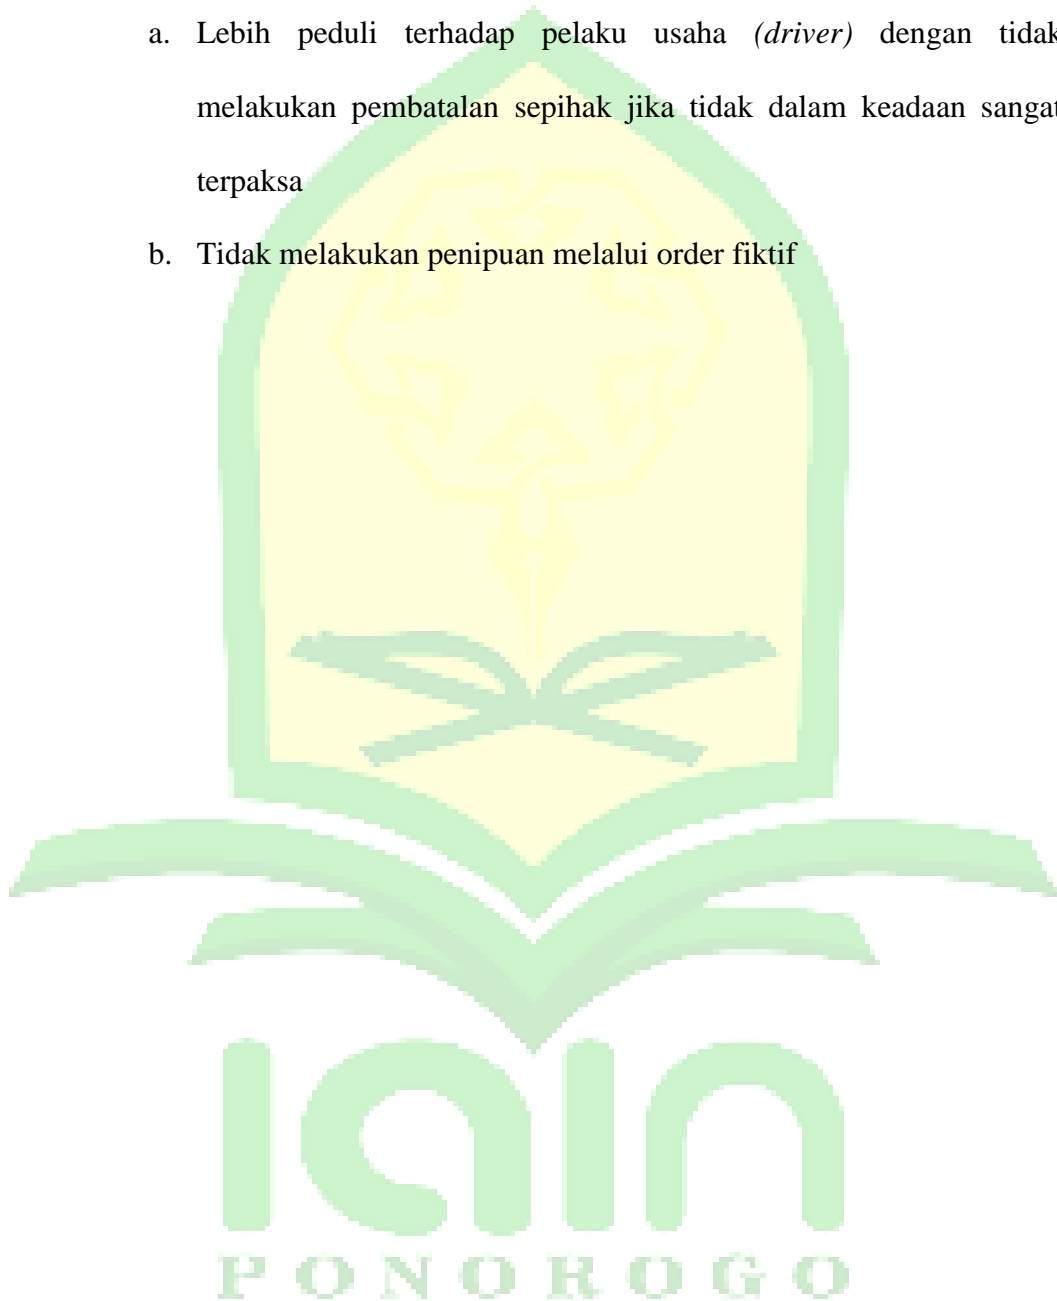 a. Lebih peduli terhadap pelaku usaha (driver) dengan tidak
melakukan pembatalan sepihak jika tidak dalam keadaan sangat
terpaksa
b. Tidak melakukan penipuan melalui order fiktif
iain
PONOROGO